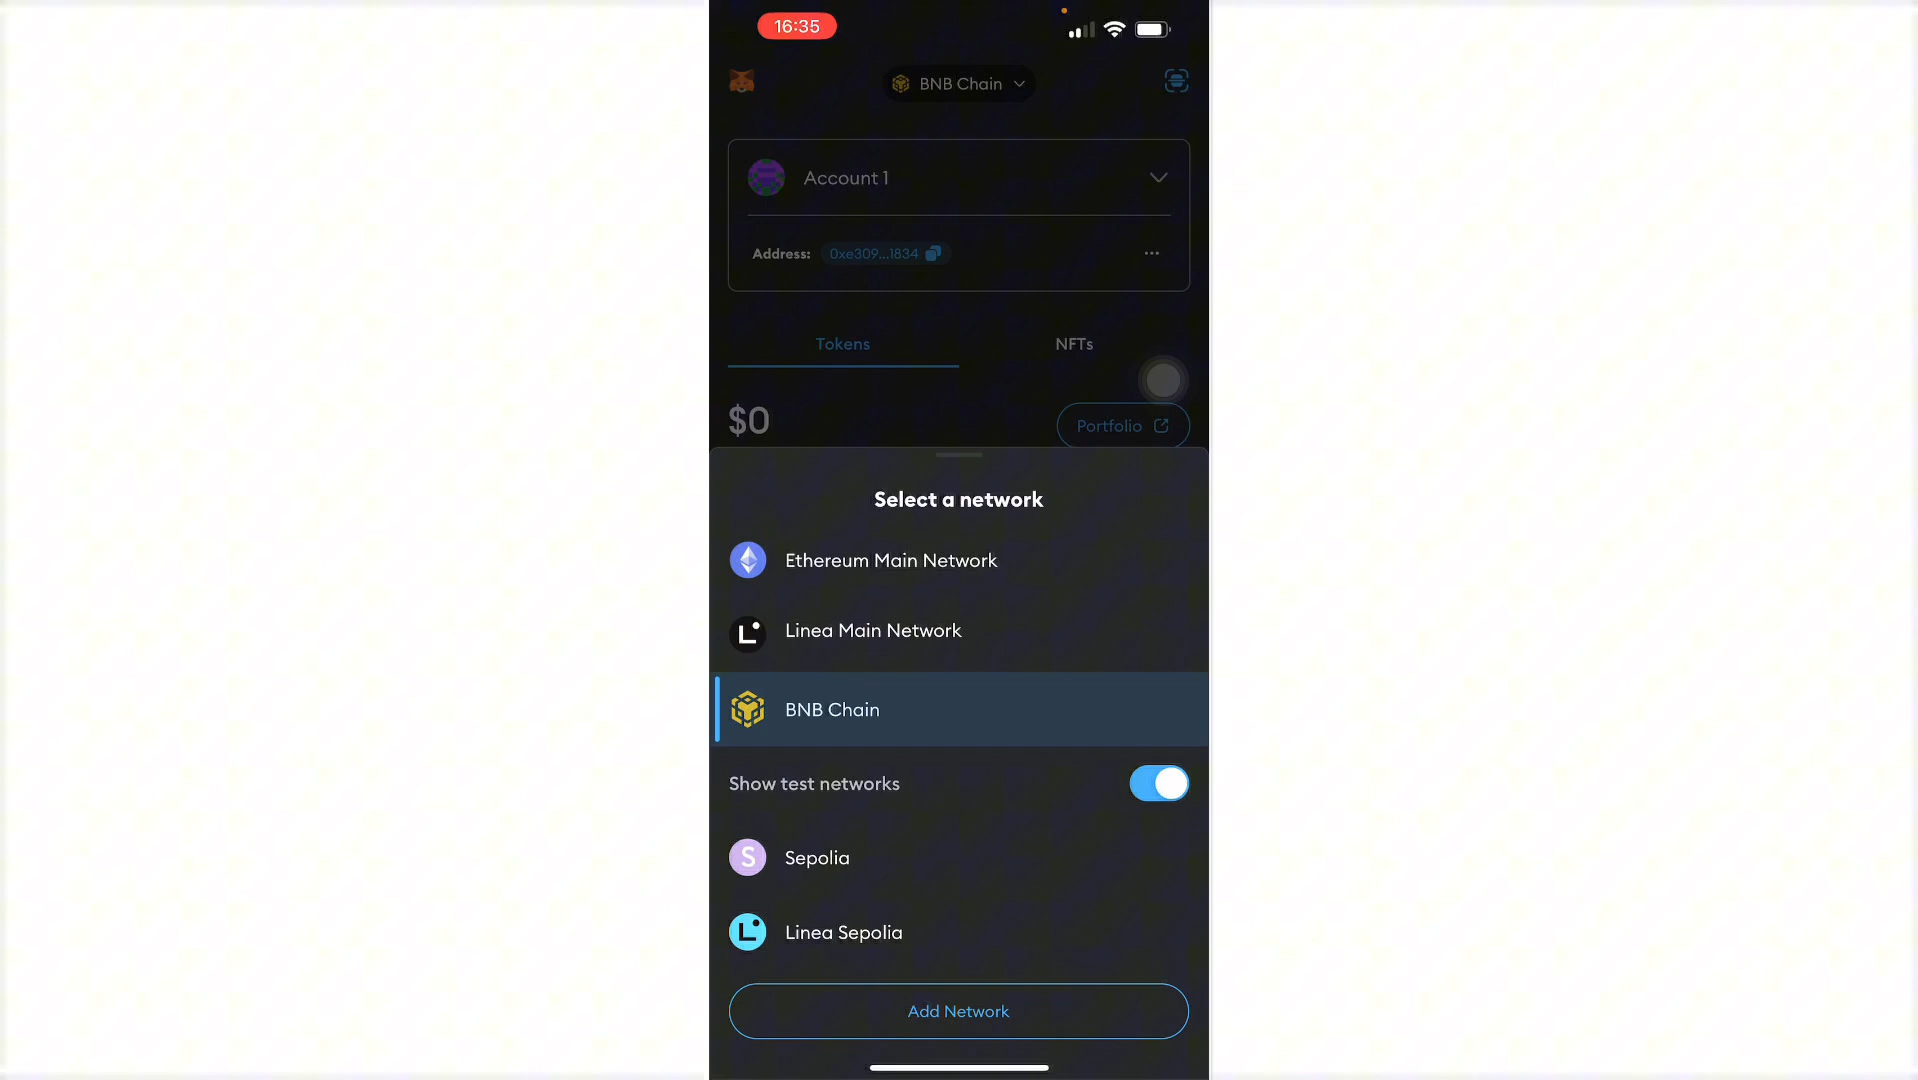 16:35
BNB Chain
Account 1
Address: 0xe309...1834
Tokens NFTs
$0 Portfolio
Select a network
Ethereum Main Network
Linea Main Network
BNB Chain
Show test networks
Sepolia
Linea Sepolia
Add Network